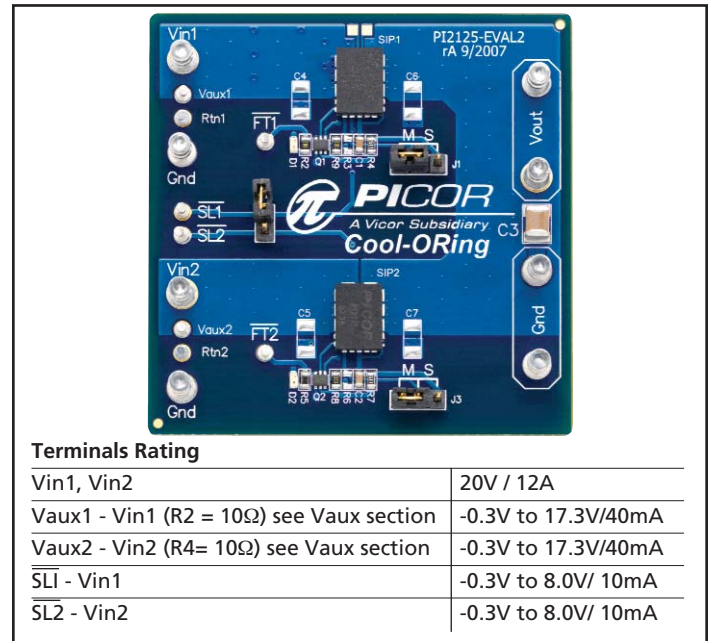 Vin1
SIP1
PI2125-EVAL2
rA 9/2007
C4
C6
Vaux1
Rtn1
FT1
M S
Vout
D1
R2
Q1
R9
R3
C1
R4
J1
Gnd
PICOR
SL1
A Vicor Subsidiary
C3
SL2
Cool-ORing
Vin2
SIP2
C5
C7
Vaux2
Rtn2
FT2
M S
Gnd
D2
R5
Q2
R8
R6
C2
R7
J3
Gnd
Terminals Rating
Vin1, Vin2 20V / 12A
Vaux1 - Vin1 (R2 = 10Ω) see Vaux section -0.3V to 17.3V/40mA
Vaux2 - Vin2 (R4= 10Ω) see Vaux section -0.3V to 17.3V/40mA
SLI - Vin1 -0.3V to 8.0V/ 10mA
SL2 - Vin2 -0.3V to 8.0V/ 10mA